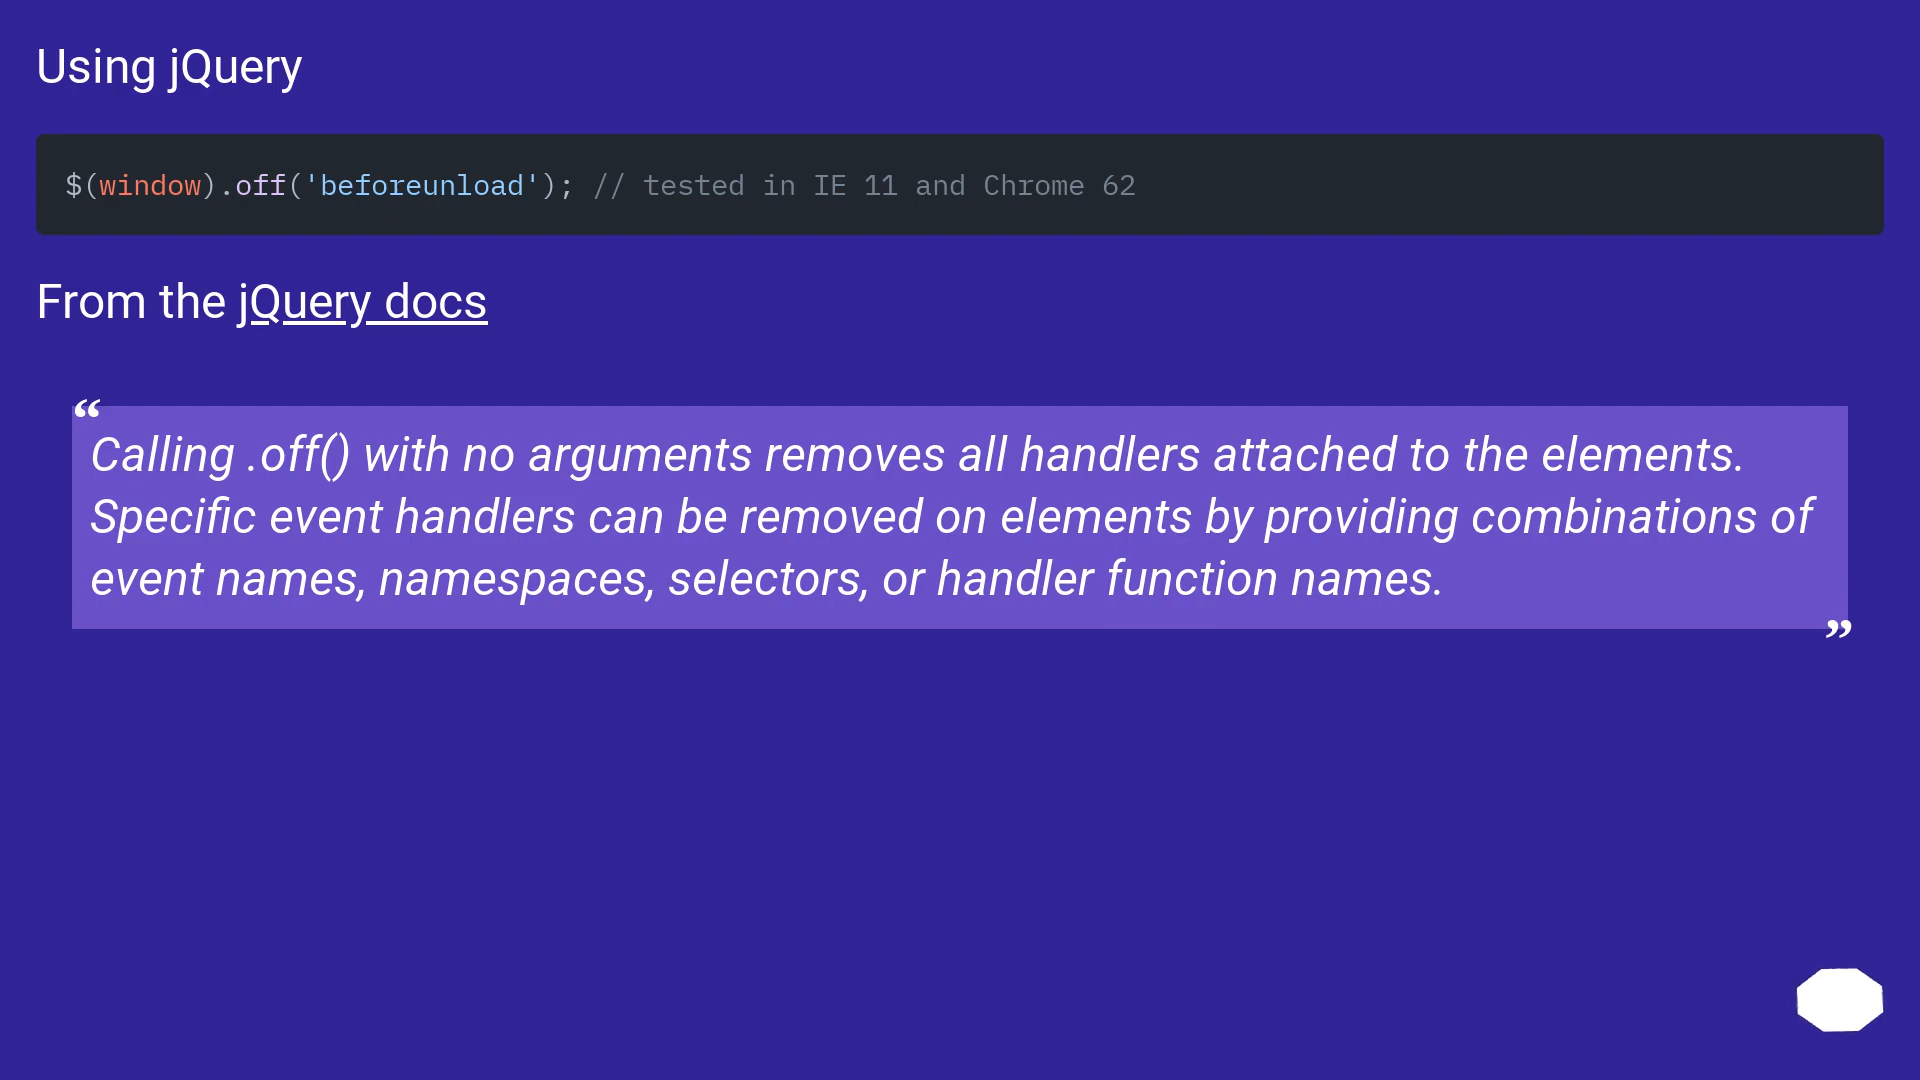 Using jQuery
$(window).off('beforeunload'); // tested in IE 11 and Chrome 62
From the jQuery docs
“
Calling .off() with no arguments removes all handlers attached to the elements.
Specific event handlers can be removed on elements by providing combinations of
event names, namespaces, selectors, or handler function names.
”